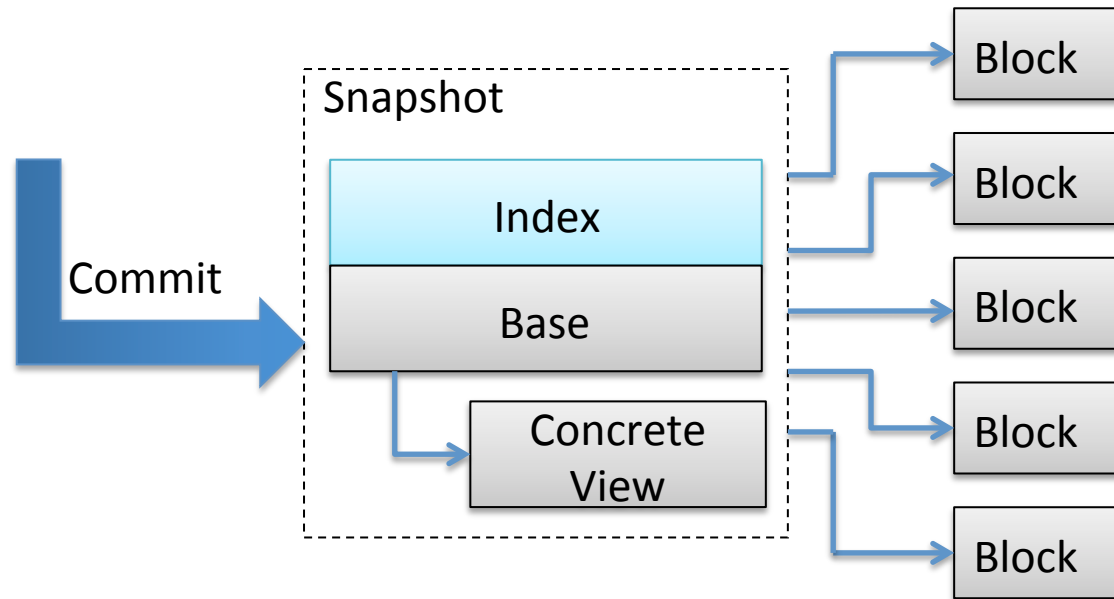 Snapshot
Commit
Index
Base
Concrete
View
Block
Block
Block
Block
Block